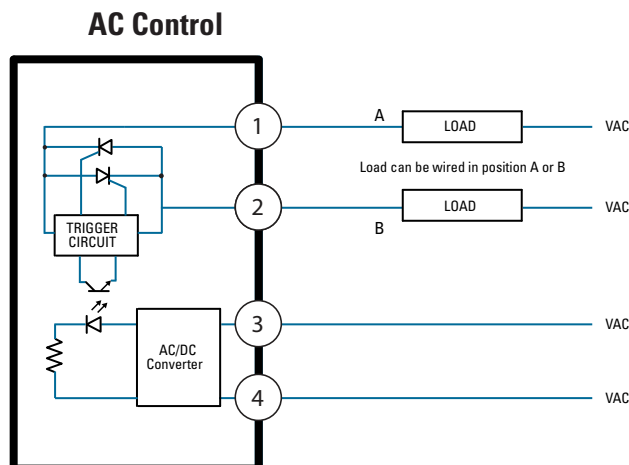 AC Control
1
A
LOAD
VAC
Load can be wired in position A or B
2
LOAD
VAC
B
TRIGGER
CIRCUIT
3
VAC
AC/DC
Converter
4
VAC